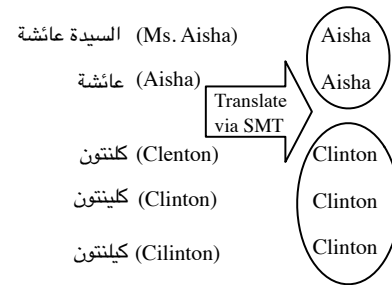 السيدة عائشة (Ms. Aisha) Aisha
عائشة (Aisha) Aisha
Translate
via SMT
كلنتون (Clenton) Clinton
كلينتون (Clinton) Clinton
كيلنتون (Cilinton) Clinton